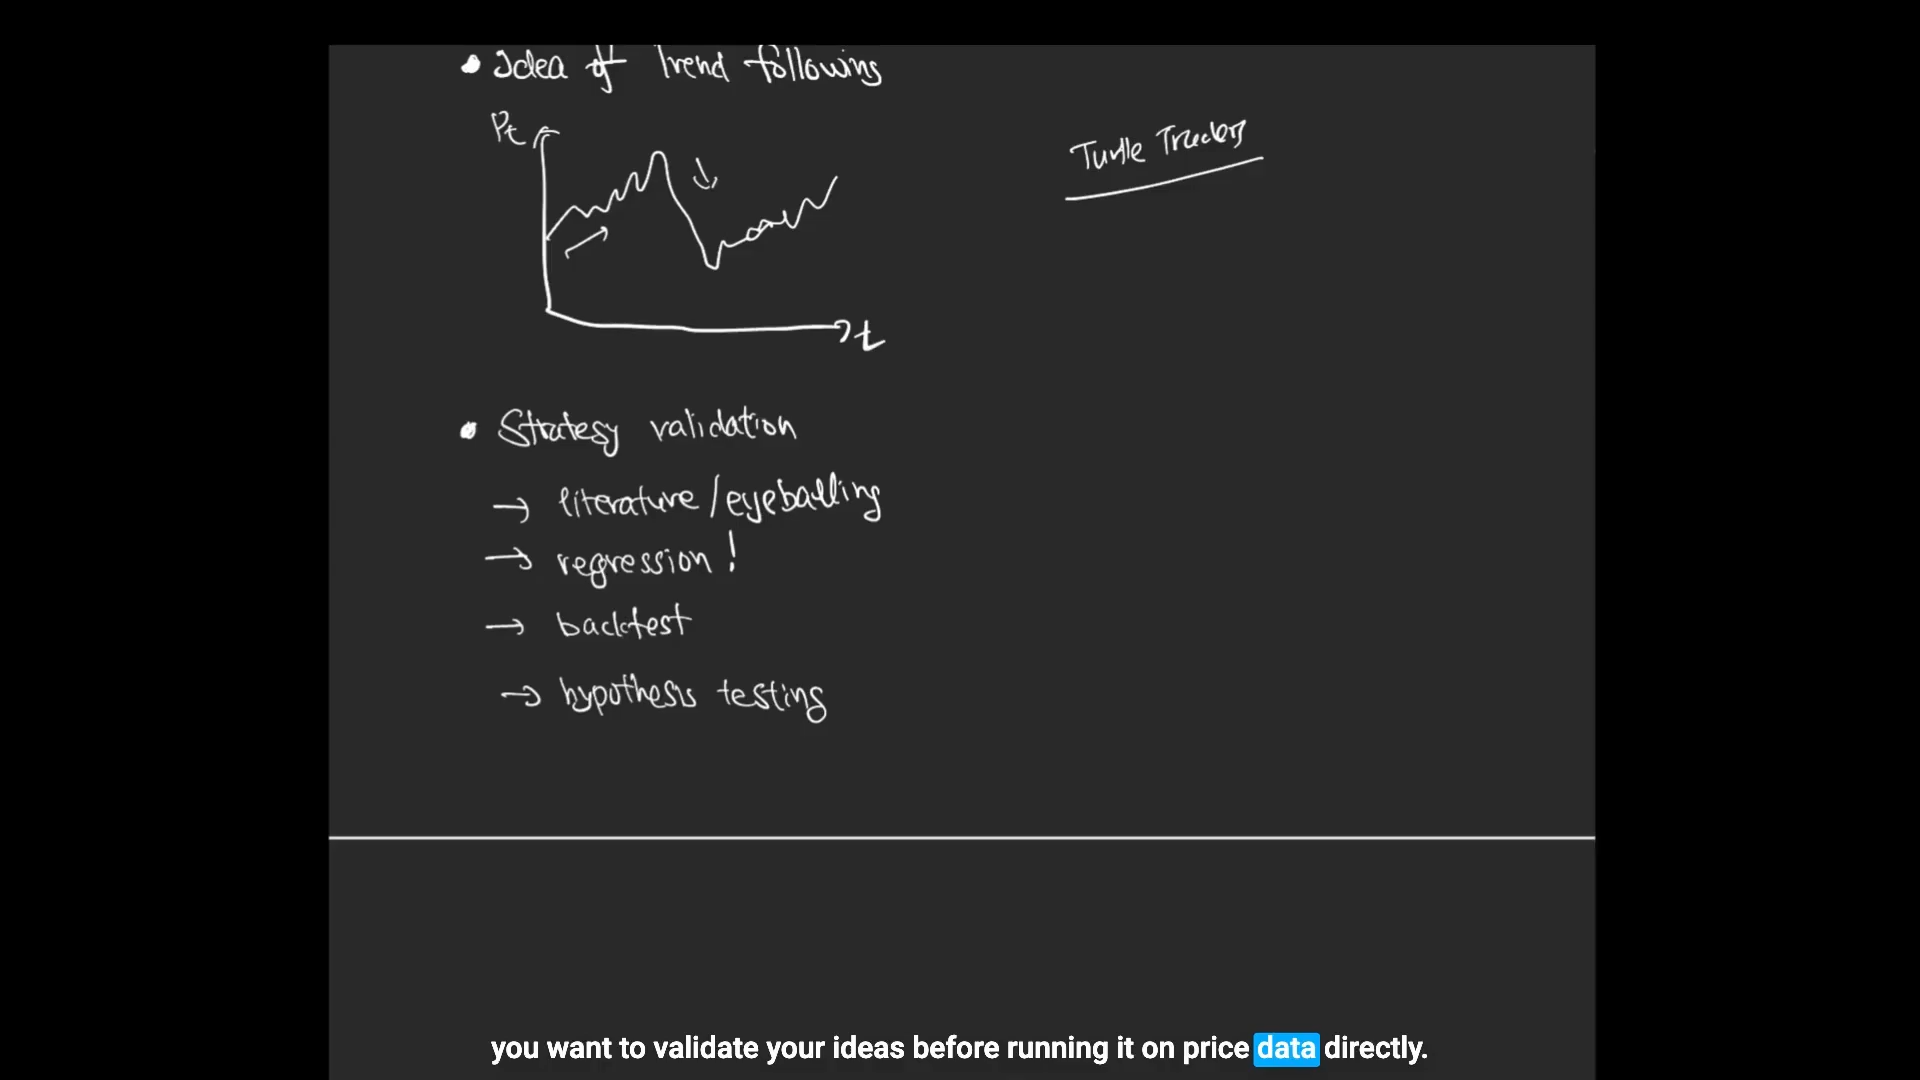 • Idea of Trend following
Pt
Turtle Traders
t
• Strategy validation
→ literature/eyeballing
→ regression!
→ backtest
→ hypothesis testing
you want to validate your ideas before running it on price data directly.